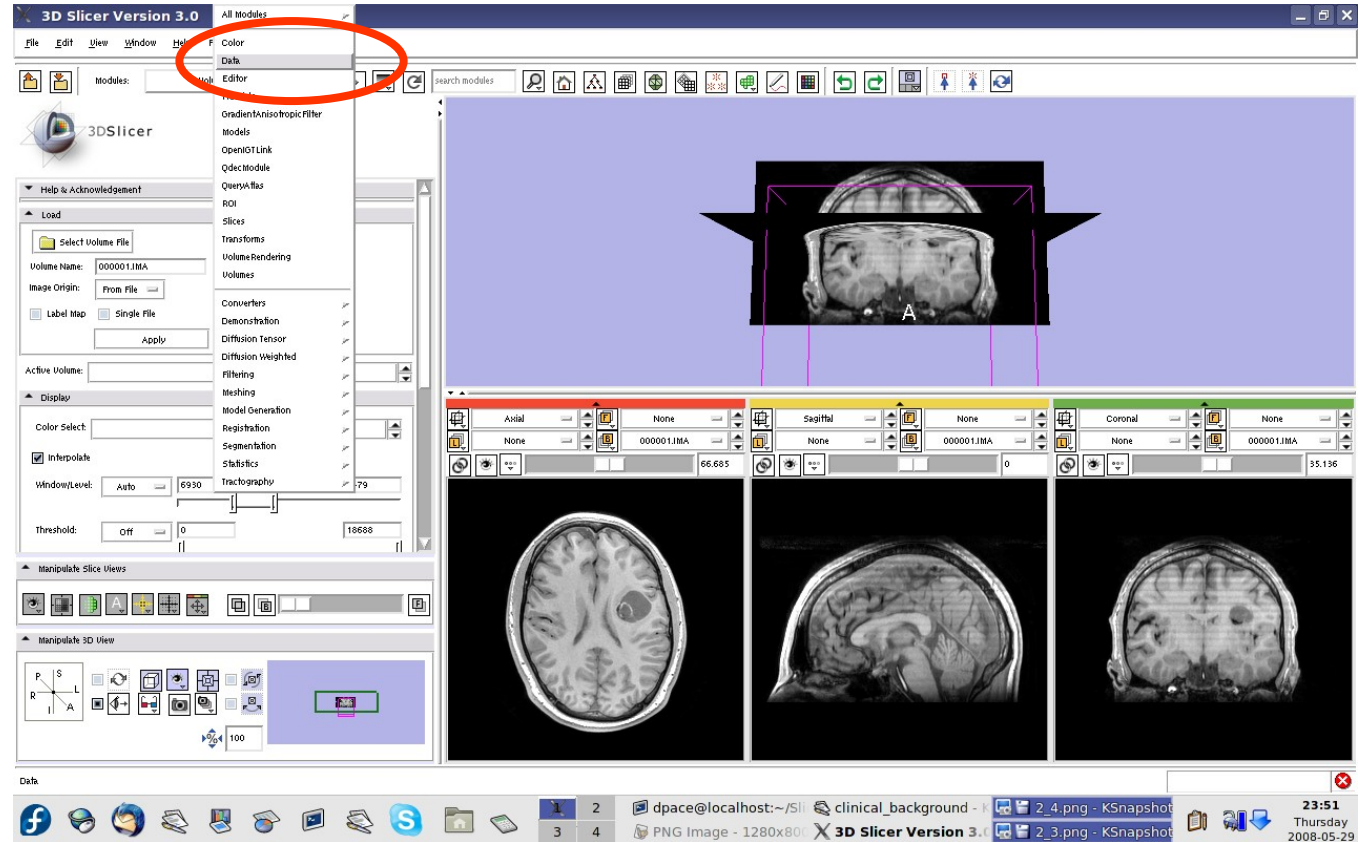 3D Slicer Version 3.0
All Modules
File Edit View Window Help
Color
Data
Editor
GradientAnisotropicFilter
Models
OpenIGTLink
QdecModule
QueryAtlas
ROI
Slices
Transforms
VolumeRendering
Volumes
Converters
Demonstration
Diffusion Tensor
Diffusion Weighted
Filtering
Meshing
Model Generation
Registration
Segmentation
Statistics
Tractography
Modules:
search modules
3DSlicer
Help & Acknowledgement
Load
Select Volume File
Volume Name: 000001.IMA
Image Origin: From File
Label Map Single File
Apply
Active Volume:
Display
Color Select:
Interpolate
Window/Level: Auto 6930 79
Threshold: Off 0 18688
Manipulate Slice Views
A
B
F
Manipulate 3D View
P S
R L
I A
% 100
A
Axial F None
L None B 000001.IMA
66.685
Sagittal F None
L None B 000001.IMA
0
Coronal F None
L None B 000001.IMA
35.136
Data
1 2
3 4
dpace@localhost:~/Sli
PNG Image - 1280x80
clinical_background - K
3D Slicer Version 3.
2_4.png - KSnapshot
2_3.png - KSnapshot
23:51
Thursday
2008-05-29